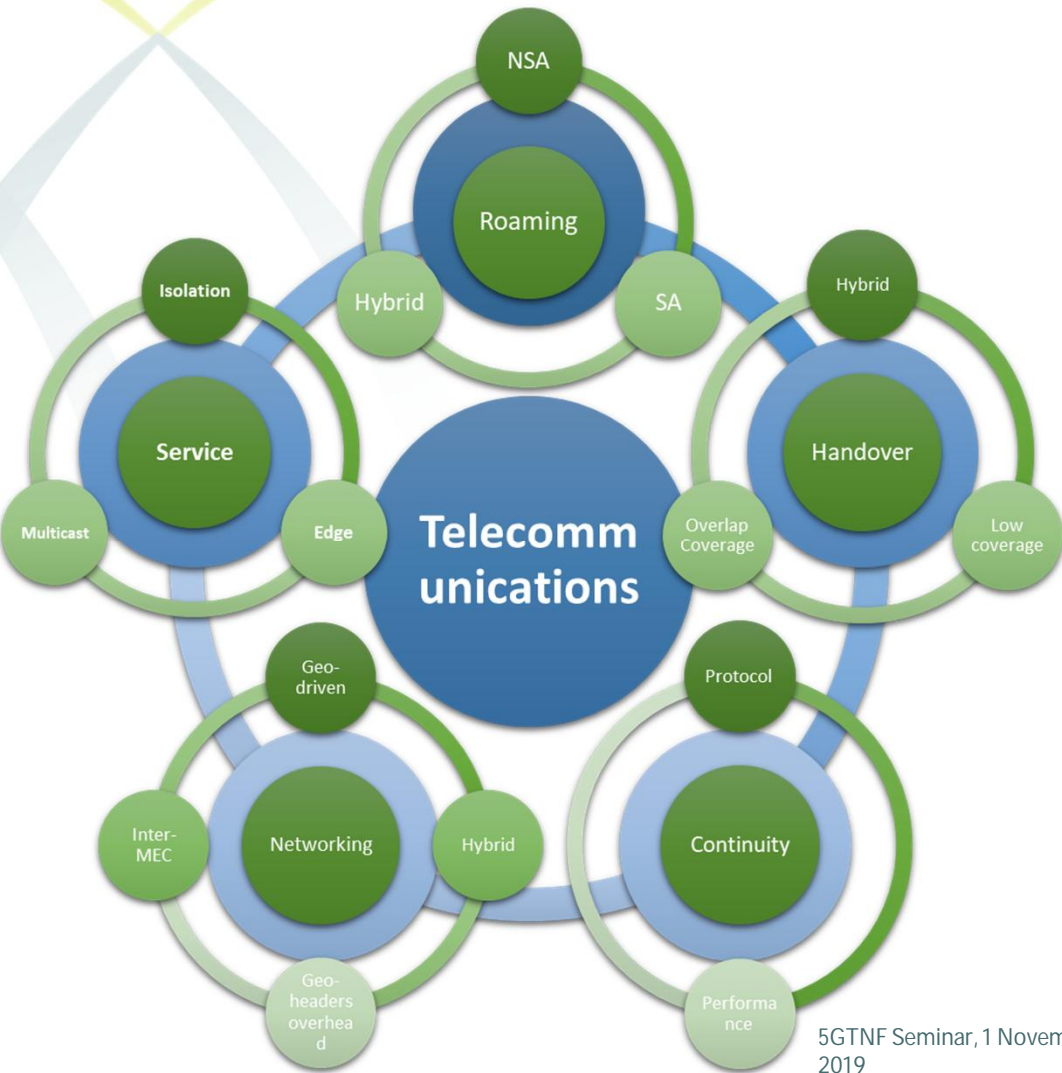 NSA
Roaming
Hybrid
SA
Isolation
Service
Multicast
Edge
Hybrid
Handover
Overlap
Coverage
Low
coverage
Telecomm
unications
Geo-
driven
Networking
Inter-
MEC
Hybrid
Geo-
headers
overhea
d
Protocol
Continuity
Performa
nce
5GTNF Seminar, 1 Novem
2019